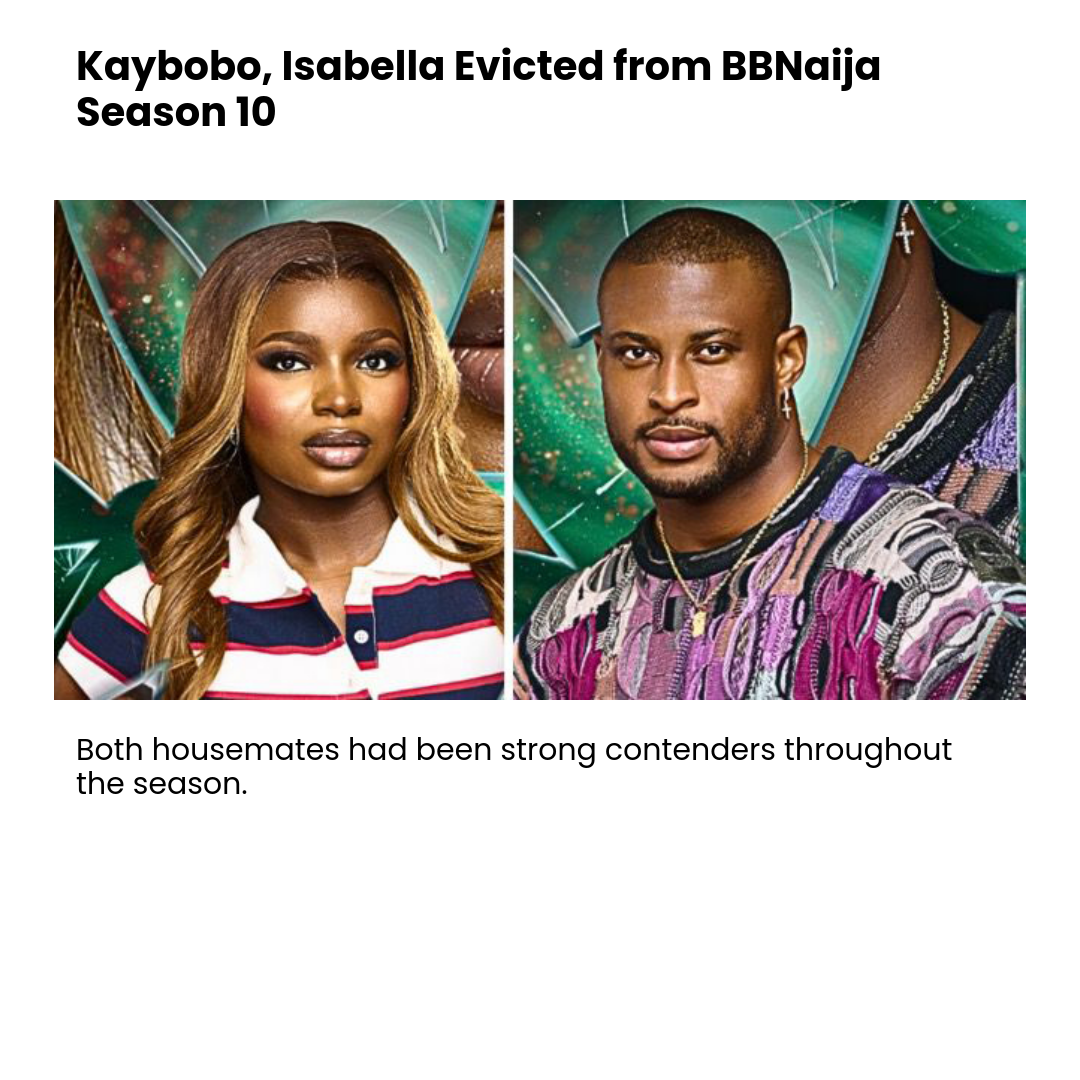 Kaybobo, Isabella Evicted from BBNaija
Season 10
Both housemates had been strong contenders throughout
the season.